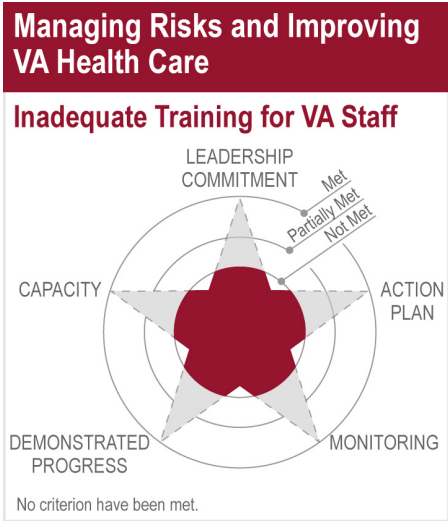 Managing Risks and Improving
VA Health Care
Inadequate Training for VA Staff
LEADERSHIP
COMMITMENT
Met
Partially Met
Not Met
CAPACITY
ACTION
PLAN
DEMONSTRATED
PROGRESS
MONITORING
No criterion have been met.